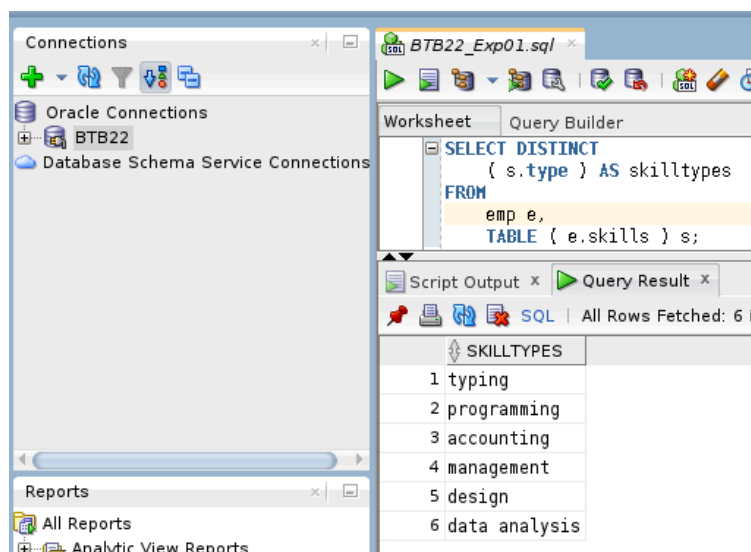 Connections
Oracle Connections
BTB22
Database Schema Service Connections
Reports
All Reports
Analytic View Reports
BTB22_Exp01.sql
Worksheet Query Builder
SELECT DISTINCT
( s.type ) AS skilltypes
FROM
emp e,
TABLE ( e.skills ) s;
Script Output x Query Result x
SQL | All Rows Fetched: 6 i
SKILLTYPES
1 typing
2 programming
3 accounting
4 management
5 design
6 data analysis